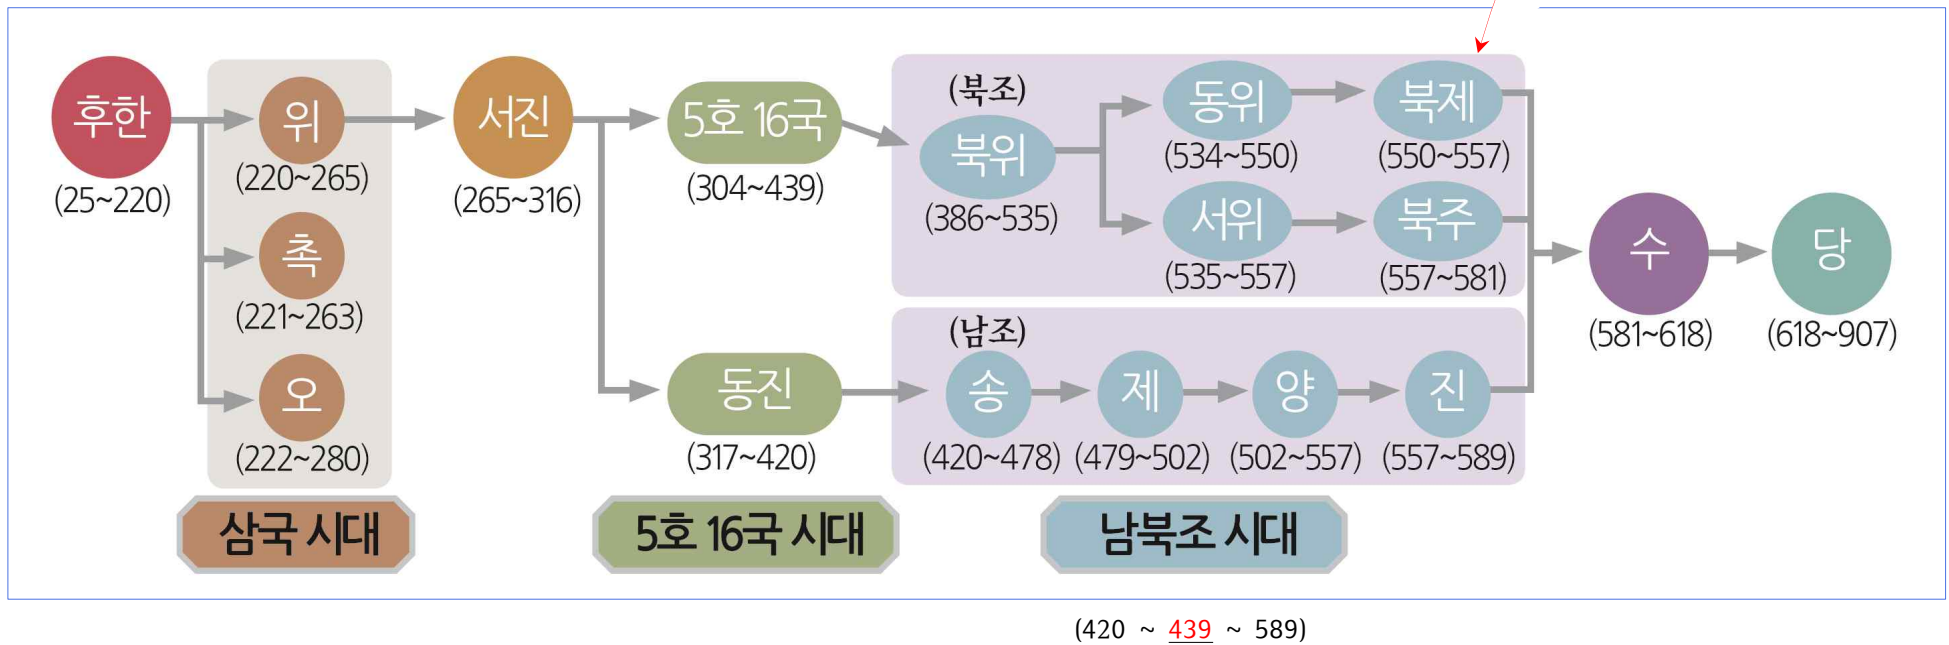 후한
(25~220)
위
(220~265)
촉
(221~263)
오
(222~280)
삼국 시대
서진
(265~316)
5호 16국
(304~439)
동진
(317~420)
5호 16국 시대
(북조)
북위
(386~535)
동위
(534~550)
북제
(550~557)
서위
(535~557)
북주
(557~581)
(남조)
송
(420~478)
제
(479~502)
양
(502~557)
진
(557~589)
남북조 시대
수
(581~618)
당
(618~907)
(420 ~ 439 ~ 589)